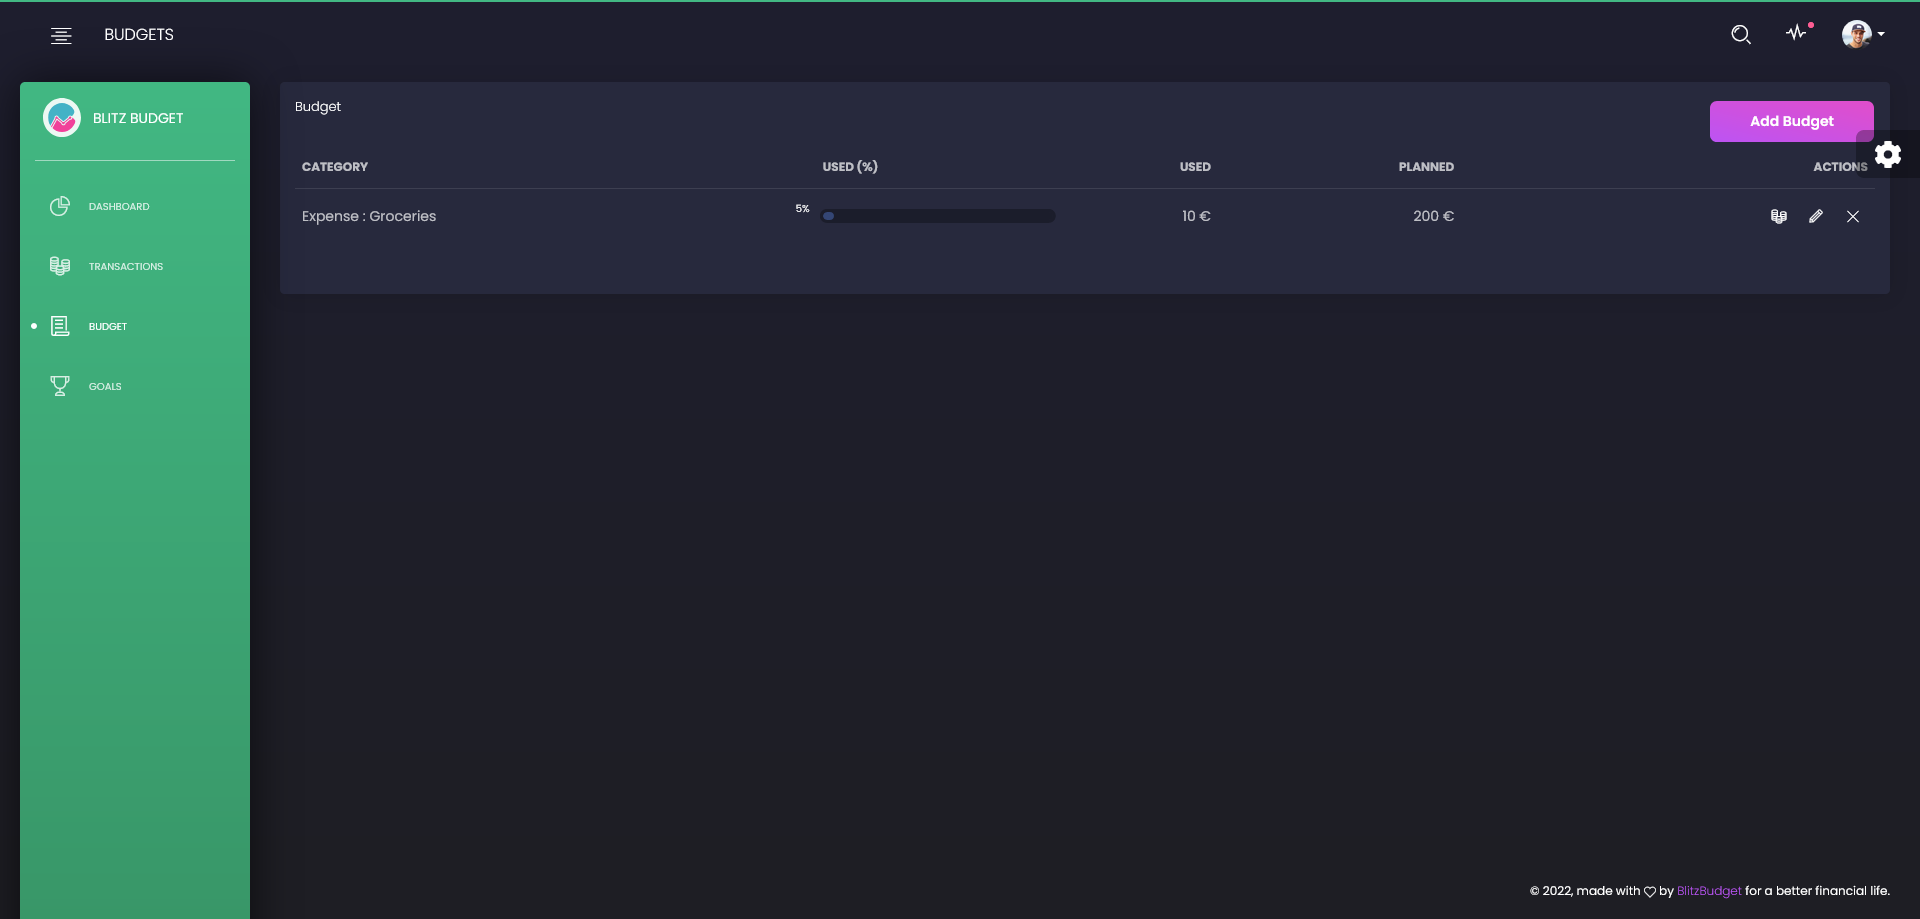 BUDGETS
BLITZ BUDGET
DASHBOARD
TRANSACTIONS
BUDGET
GOALS
Budget
Add Budget
CATEGORY USED (%) USED PLANNED ACTIONS
Expense : Groceries 5% 10 € 200 €
© 2022, made with by BlitzBudget for a better financial life.